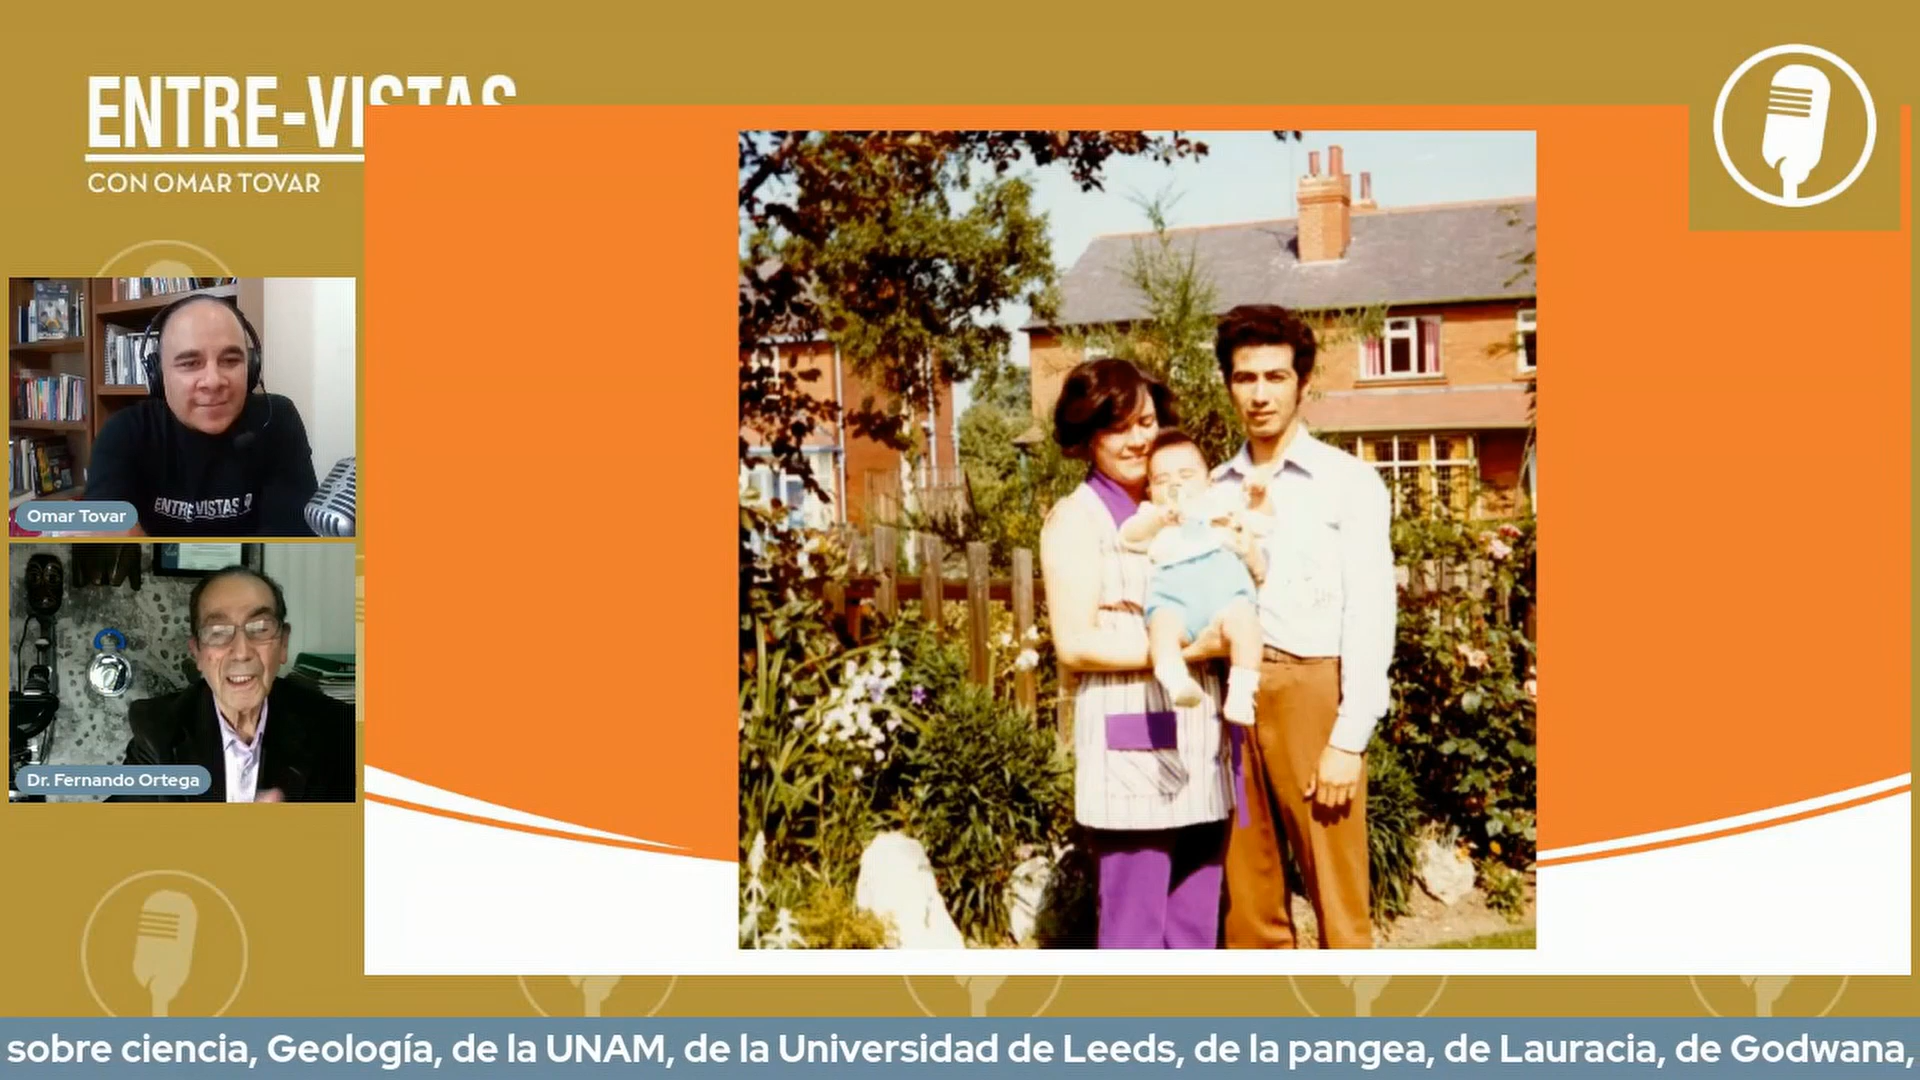 ENTRE-VISTAS
CON OMAR TOVAR
ENTRE VISTAS
Omar Tovar
Dr. Fernando Ortega
sobre ciencia, Geología, de la UNAM, de la Universidad de Leeds, de la pangea, de Lauracia, de Godwana,